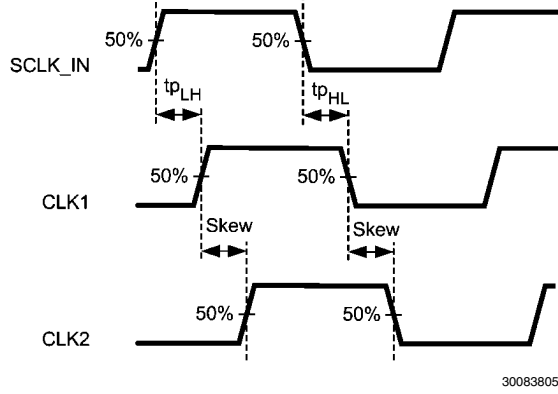 50% 50%
SCLK_IN
tpLH tpHL
50% 50%
CLK1
Skew Skew
50% 50%
CLK2
30083805